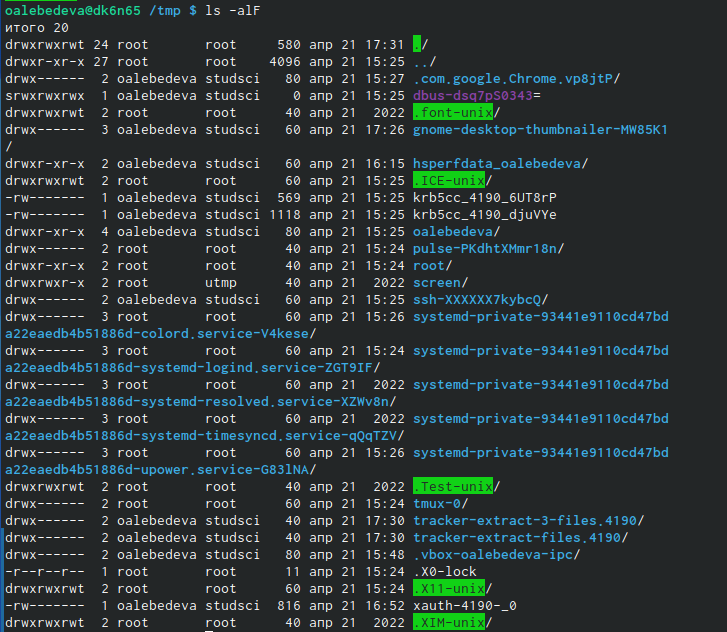 oalebedeva@dk6n65 /tmp $ ls -alF
итого 20
drwxrwxrwt 24 root       root     580 апр 21 17:31 ./
drwxr-xr-x 27 root       root    4096 апр 21 15:25 ../
drwx------  2 oalebedeva studsci   80 апр 21 15:27 .com.google.Chrome.vp8jtP/
srwxrwxrwx  1 oalebedeva studsci    0 апр 21 15:25 dbus-dsq7pS0343=
drwxrwxrwt  2 root       root      40 апр 21  2022 .font-unix/
drwx------  3 oalebedeva studsci   60 апр 21 17:26 gnome-desktop-thumbnailer-MW85K1
/
drwxr-xr-x  2 oalebedeva studsci   60 апр 21 16:15 hsperfdata_oalebedeva/
drwxrwxrwt  2 root       root      60 апр 21 15:25 .ICE-unix/
-rw-------  1 oalebedeva studsci  569 апр 21 15:25 krb5cc_4190_6UT8rP
-rw-------  1 oalebedeva studsci 1118 апр 21 15:25 krb5cc_4190_djuVYe
drwxr-xr-x  4 oalebedeva studsci   80 апр 21 15:25 oalebedeva/
drwx------  2 root       root      40 апр 21 15:24 pulse-PKdhtXMmr18n/
drwxr-xr-x  2 root       root      40 апр 21 15:24 root/
drwxrwxr-x  2 root       utmp      40 апр 21  2022 screen/
drwx------  2 oalebedeva studsci   60 апр 21 15:25 ssh-XXXXXX7kybcQ/
drwx------  3 root       root      60 апр 21 15:26 systemd-private-93441e9110cd47bd
a22eaedb4b51886d-colord.service-V4kese/
drwx------  3 root       root      60 апр 21 15:24 systemd-private-93441e9110cd47bd
a22eaedb4b51886d-systemd-logind.service-ZGT9IF/
drwx------  3 root       root      60 апр 21  2022 systemd-private-93441e9110cd47bd
a22eaedb4b51886d-systemd-resolved.service-XZWv8n/
drwx------  3 root       root      60 апр 21  2022 systemd-private-93441e9110cd47bd
a22eaedb4b51886d-systemd-timesyncd.service-qQqTZV/
drwx------  3 root       root      60 апр 21 15:26 systemd-private-93441e9110cd47bd
a22eaedb4b51886d-upower.service-G83lNA/
drwxrwxrwt  2 root       root      40 апр 21  2022 .Test-unix/
drwx------  2 root       root      60 апр 21 15:24 tmux-0/
drwx------  2 oalebedeva studsci   40 апр 21 17:30 tracker-extract-3-files.4190/
drwx------  2 oalebedeva studsci   40 апр 21 17:30 tracker-extract-files.4190/
drwx------  2 oalebedeva studsci   80 апр 21 15:48 .vbox-oalebedeva-ipc/
-r--r--r--  1 root       root      11 апр 21 15:24 .X0-lock
drwxrwxrwt  2 root       root      60 апр 21 15:24 .X11-unix/
-rw-------  1 oalebedeva studsci  816 апр 21 16:52 xauth-4190-_0
drwxrwxrwt  2 root       root      40 апр 21  2022 .XIM-unix/